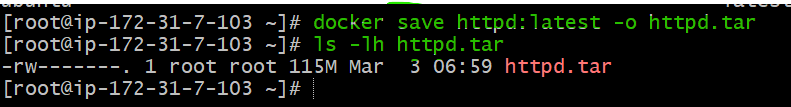 [root@ip-172-31-7-103 ~]# docker save httpd:latest -o httpd.tar
[root@ip-172-31-7-103 ~]# ls -lh httpd.tar
-rw-------. 1 root root 115M Mar  3 06:59 httpd.tar
[root@ip-172-31-7-103 ~]#